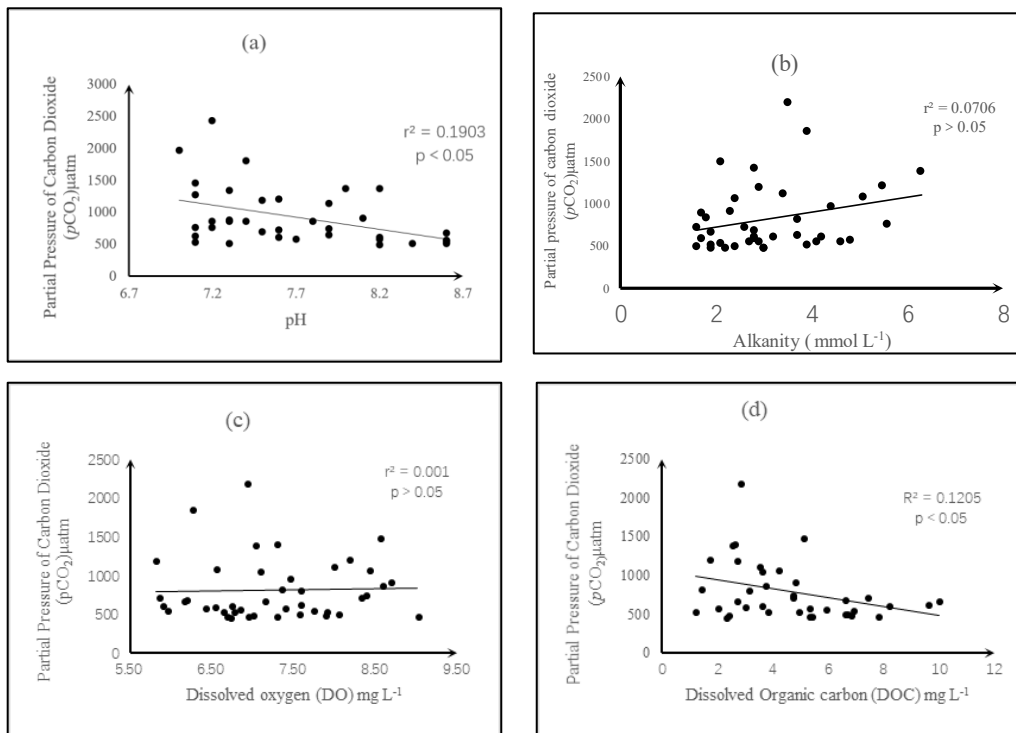 (a)
Partial Pressure of Carbon Dioxide
(pCO₂)µatm
3000
2500
2000
1500
1000
500
0
r² = 0.1903
p < 0.05
6.7 7.2 7.7 8.2 8.7
pH
(b)
Partial pressure of carbon dioxide
(pCO₂)µatm
2500
2000
1500
1000
500
0
r² = 0.0706
p > 0.05
0 2 4 6 8
Alkanity ( mmol L⁻¹)
(c)
Partial Pressure of Carbon Dioxide
(pCO₂)µatm
2500
2000
1500
1000
500
0
r² = 0.001
p > 0.05
5.50 6.50 7.50 8.50 9.50
Dissolved oxygen (DO) mg L⁻¹
(d)
Partial Pressure of Carbon Dioxide
(pCO₂)µatm
2500
2000
1500
1000
500
0
R² = 0.1205
p < 0.05
0 2 4 6 8 10 12
Dissolved Organic carbon (DOC) mg L⁻¹